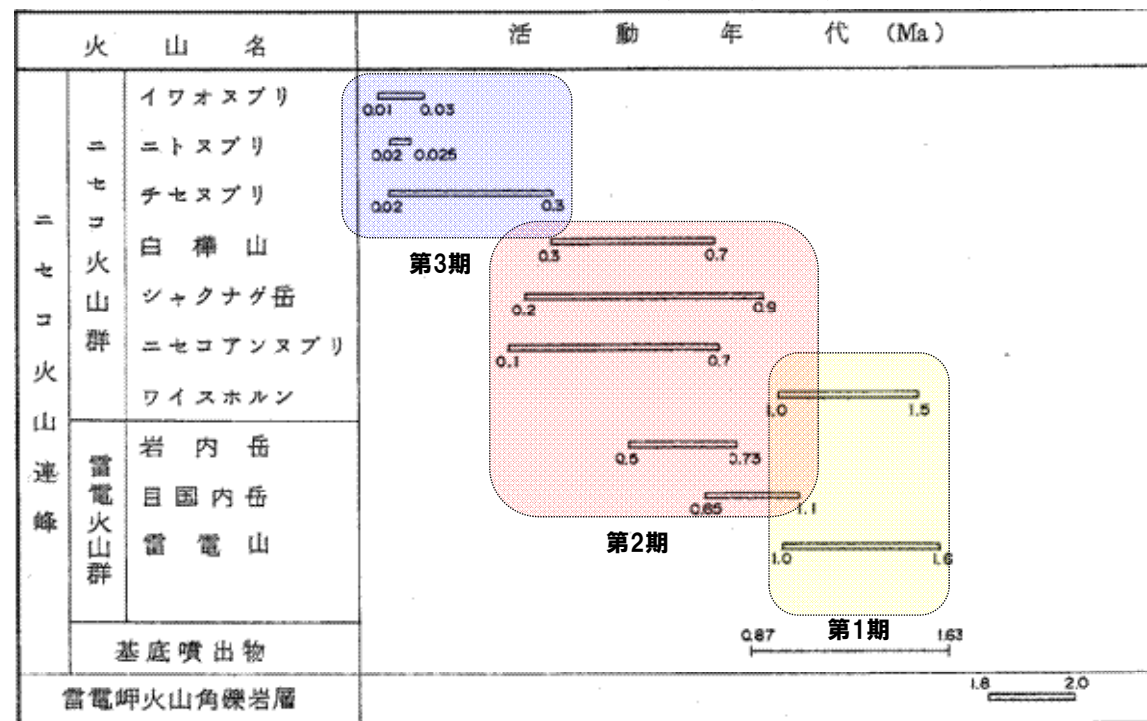 火山名 活動年代 (Ma)
ニセコ火山連峰
ニセコ火山群
イワオヌプリ 0.01 0.03
ニトヌプリ 0.02 0.025
チセヌプリ 0.02 0.3
第3期
白樺山 0.3 0.7
シャクナゲ岳 0.2 0.9
ニセコアンヌプリ 0.1 0.7
ワイスホルン 1.0 1.5
雷電火山群
岩内岳 0.5 0.73
目国内岳 0.65 1.1
第2期
雷電山 1.0 1.6
第1期
基底噴出物 0.87 1.63
雷電岬火山角礫岩層 1.8 2.0